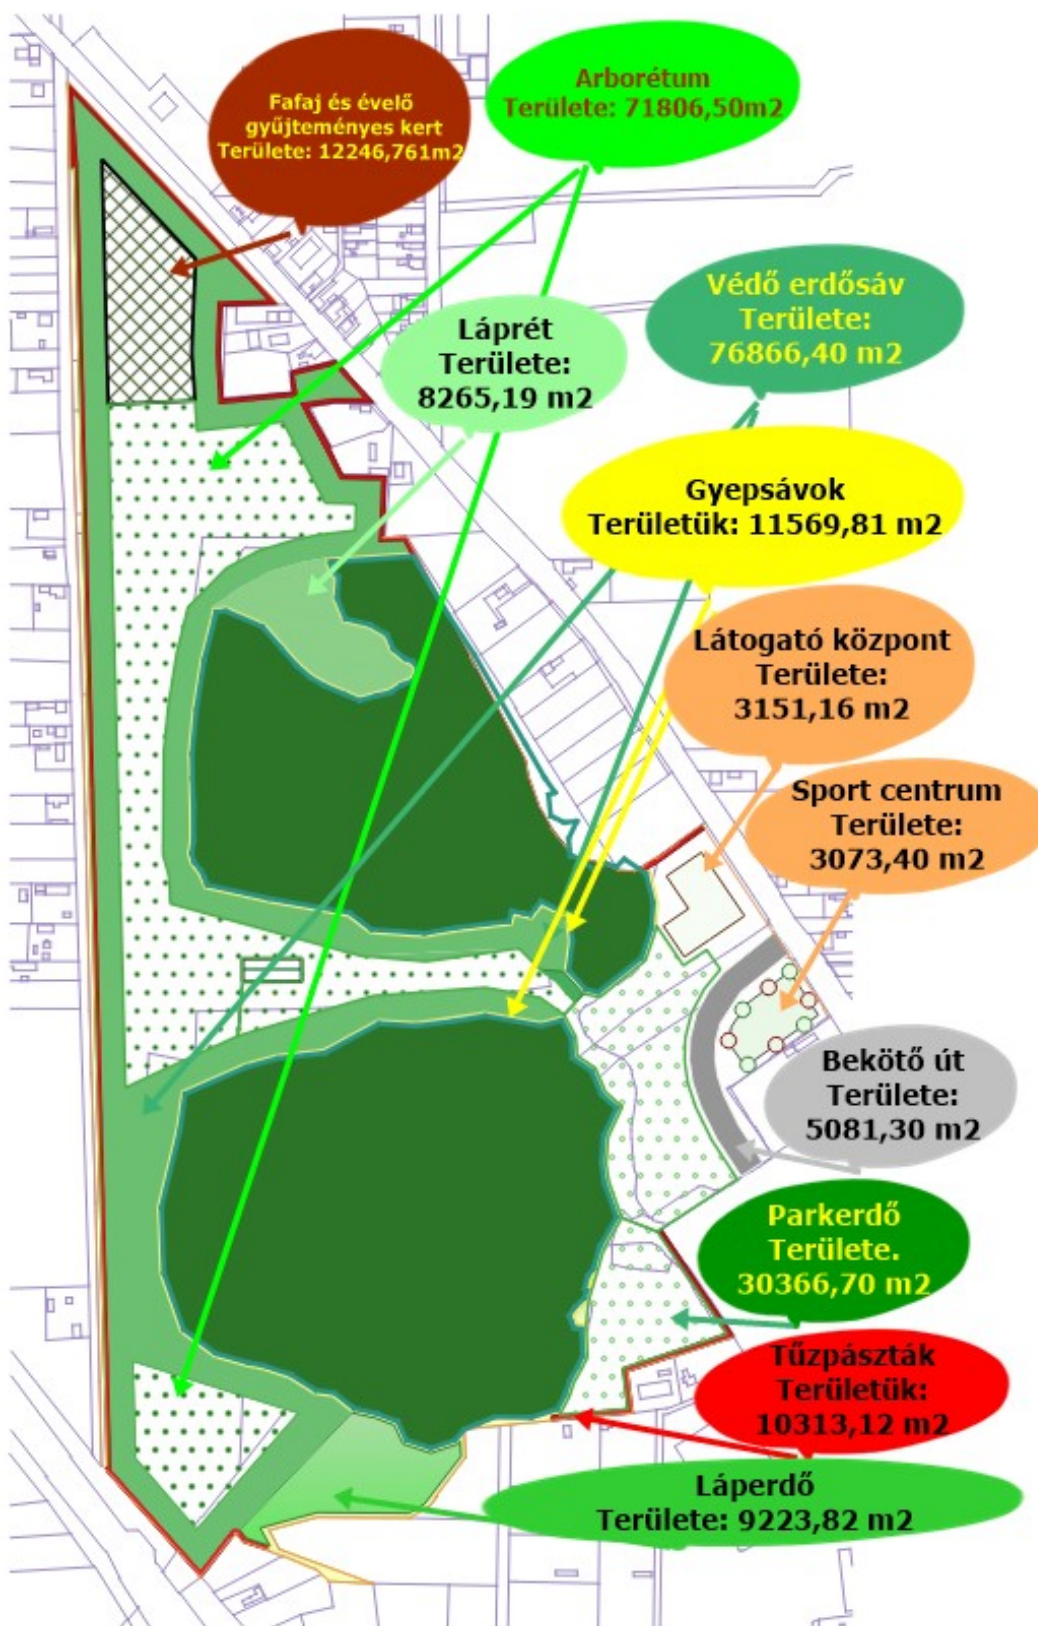 Fafaj és évelő
gyűjteményes kert
Területe: 12246,761m2
Arborétum
Területe: 71806,50m2
Láprét
Területe:
8265,19 m2
Védő erdősáv
Területe:
76866,40 m2
Gyepsávok
Területük: 11569,81 m2
Látogató központ
Területe:
3151,16 m2
Sport centrum
Területe:
3073,40 m2
Bekötő út
Területe:
5081,30 m2
Parkerdő
Területe.
30366,70 m2
Tűzpászták
Területük:
10313,12 m2
Láperdő
Területe: 9223,82 m2